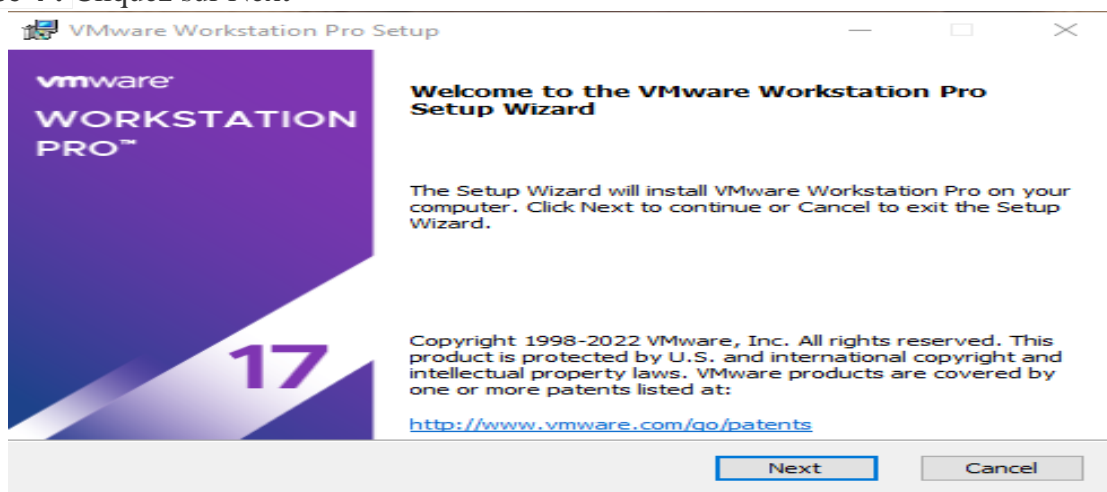 4 : Cliquez sur Next
VMware Workstation Pro Setup
vmware
WORKSTATION
PRO™
17
Welcome to the VMware Workstation Pro
Setup Wizard
The Setup Wizard will install VMware Workstation Pro on your
computer. Click Next to continue or Cancel to exit the Setup
Wizard.
Copyright 1998-2022 VMware, Inc. All rights reserved. This
product is protected by U.S. and international copyright and
intellectual property laws. VMware products are covered by
one or more patents listed at:
http://www.vmware.com/go/patents
Next
Cancel